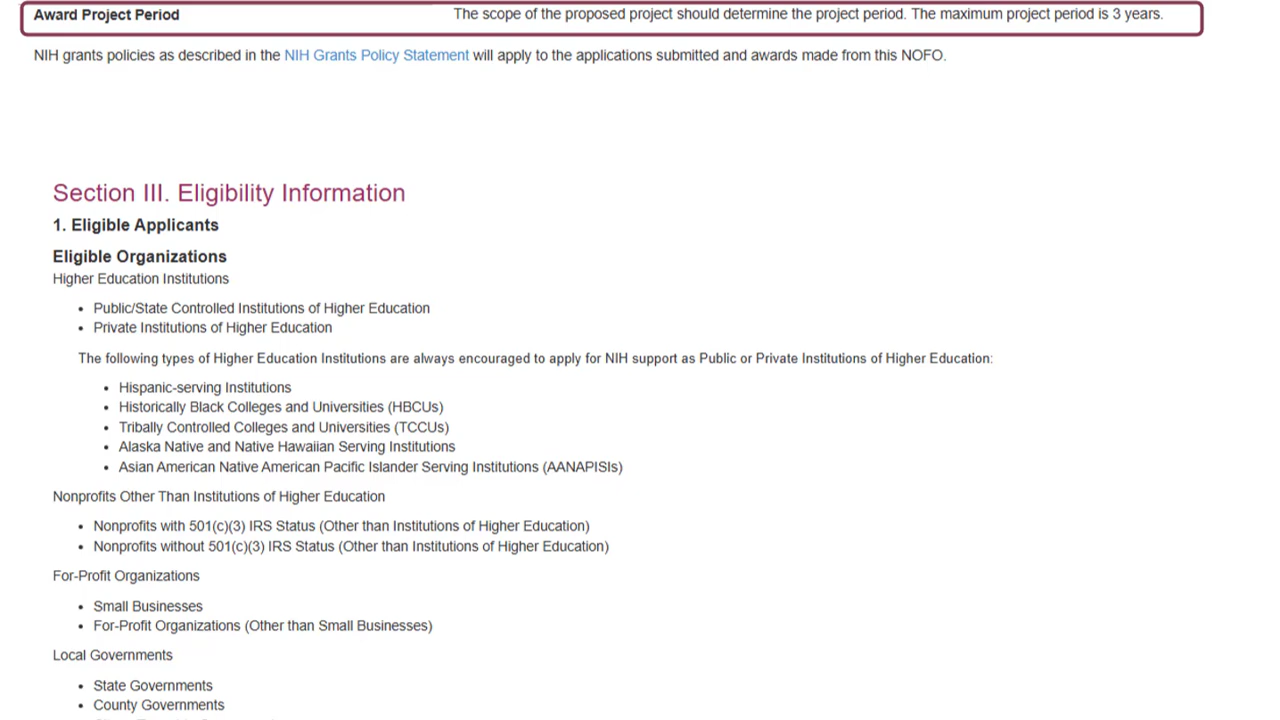 Award Project Period The scope of the proposed project should determine the project period. The maximum project period is 3 years.
NIH grants policies as described in the NIH Grants Policy Statement will apply to the applications submitted and awards made from this NOFO.
Section III. Eligibility Information
1. Eligible Applicants
Eligible Organizations
Higher Education Institutions
• Public/State Controlled Institutions of Higher Education
• Private Institutions of Higher Education
The following types of Higher Education Institutions are always encouraged to apply for NIH support as Public or Private Institutions of Higher Education:
• Hispanic-serving Institutions
• Historically Black Colleges and Universities (HBCUs)
• Tribally Controlled Colleges and Universities (TCCUs)
• Alaska Native and Native Hawaiian Serving Institutions
• Asian American Native American Pacific Islander Serving Institutions (AANAPISIs)
Nonprofits Other Than Institutions of Higher Education
• Nonprofits with 501(c)(3) IRS Status (Other than Institutions of Higher Education)
• Nonprofits without 501(c)(3) IRS Status (Other than Institutions of Higher Education)
For-Profit Organizations
• Small Businesses
• For-Profit Organizations (Other than Small Businesses)
Local Governments
• State Governments
• County Governments